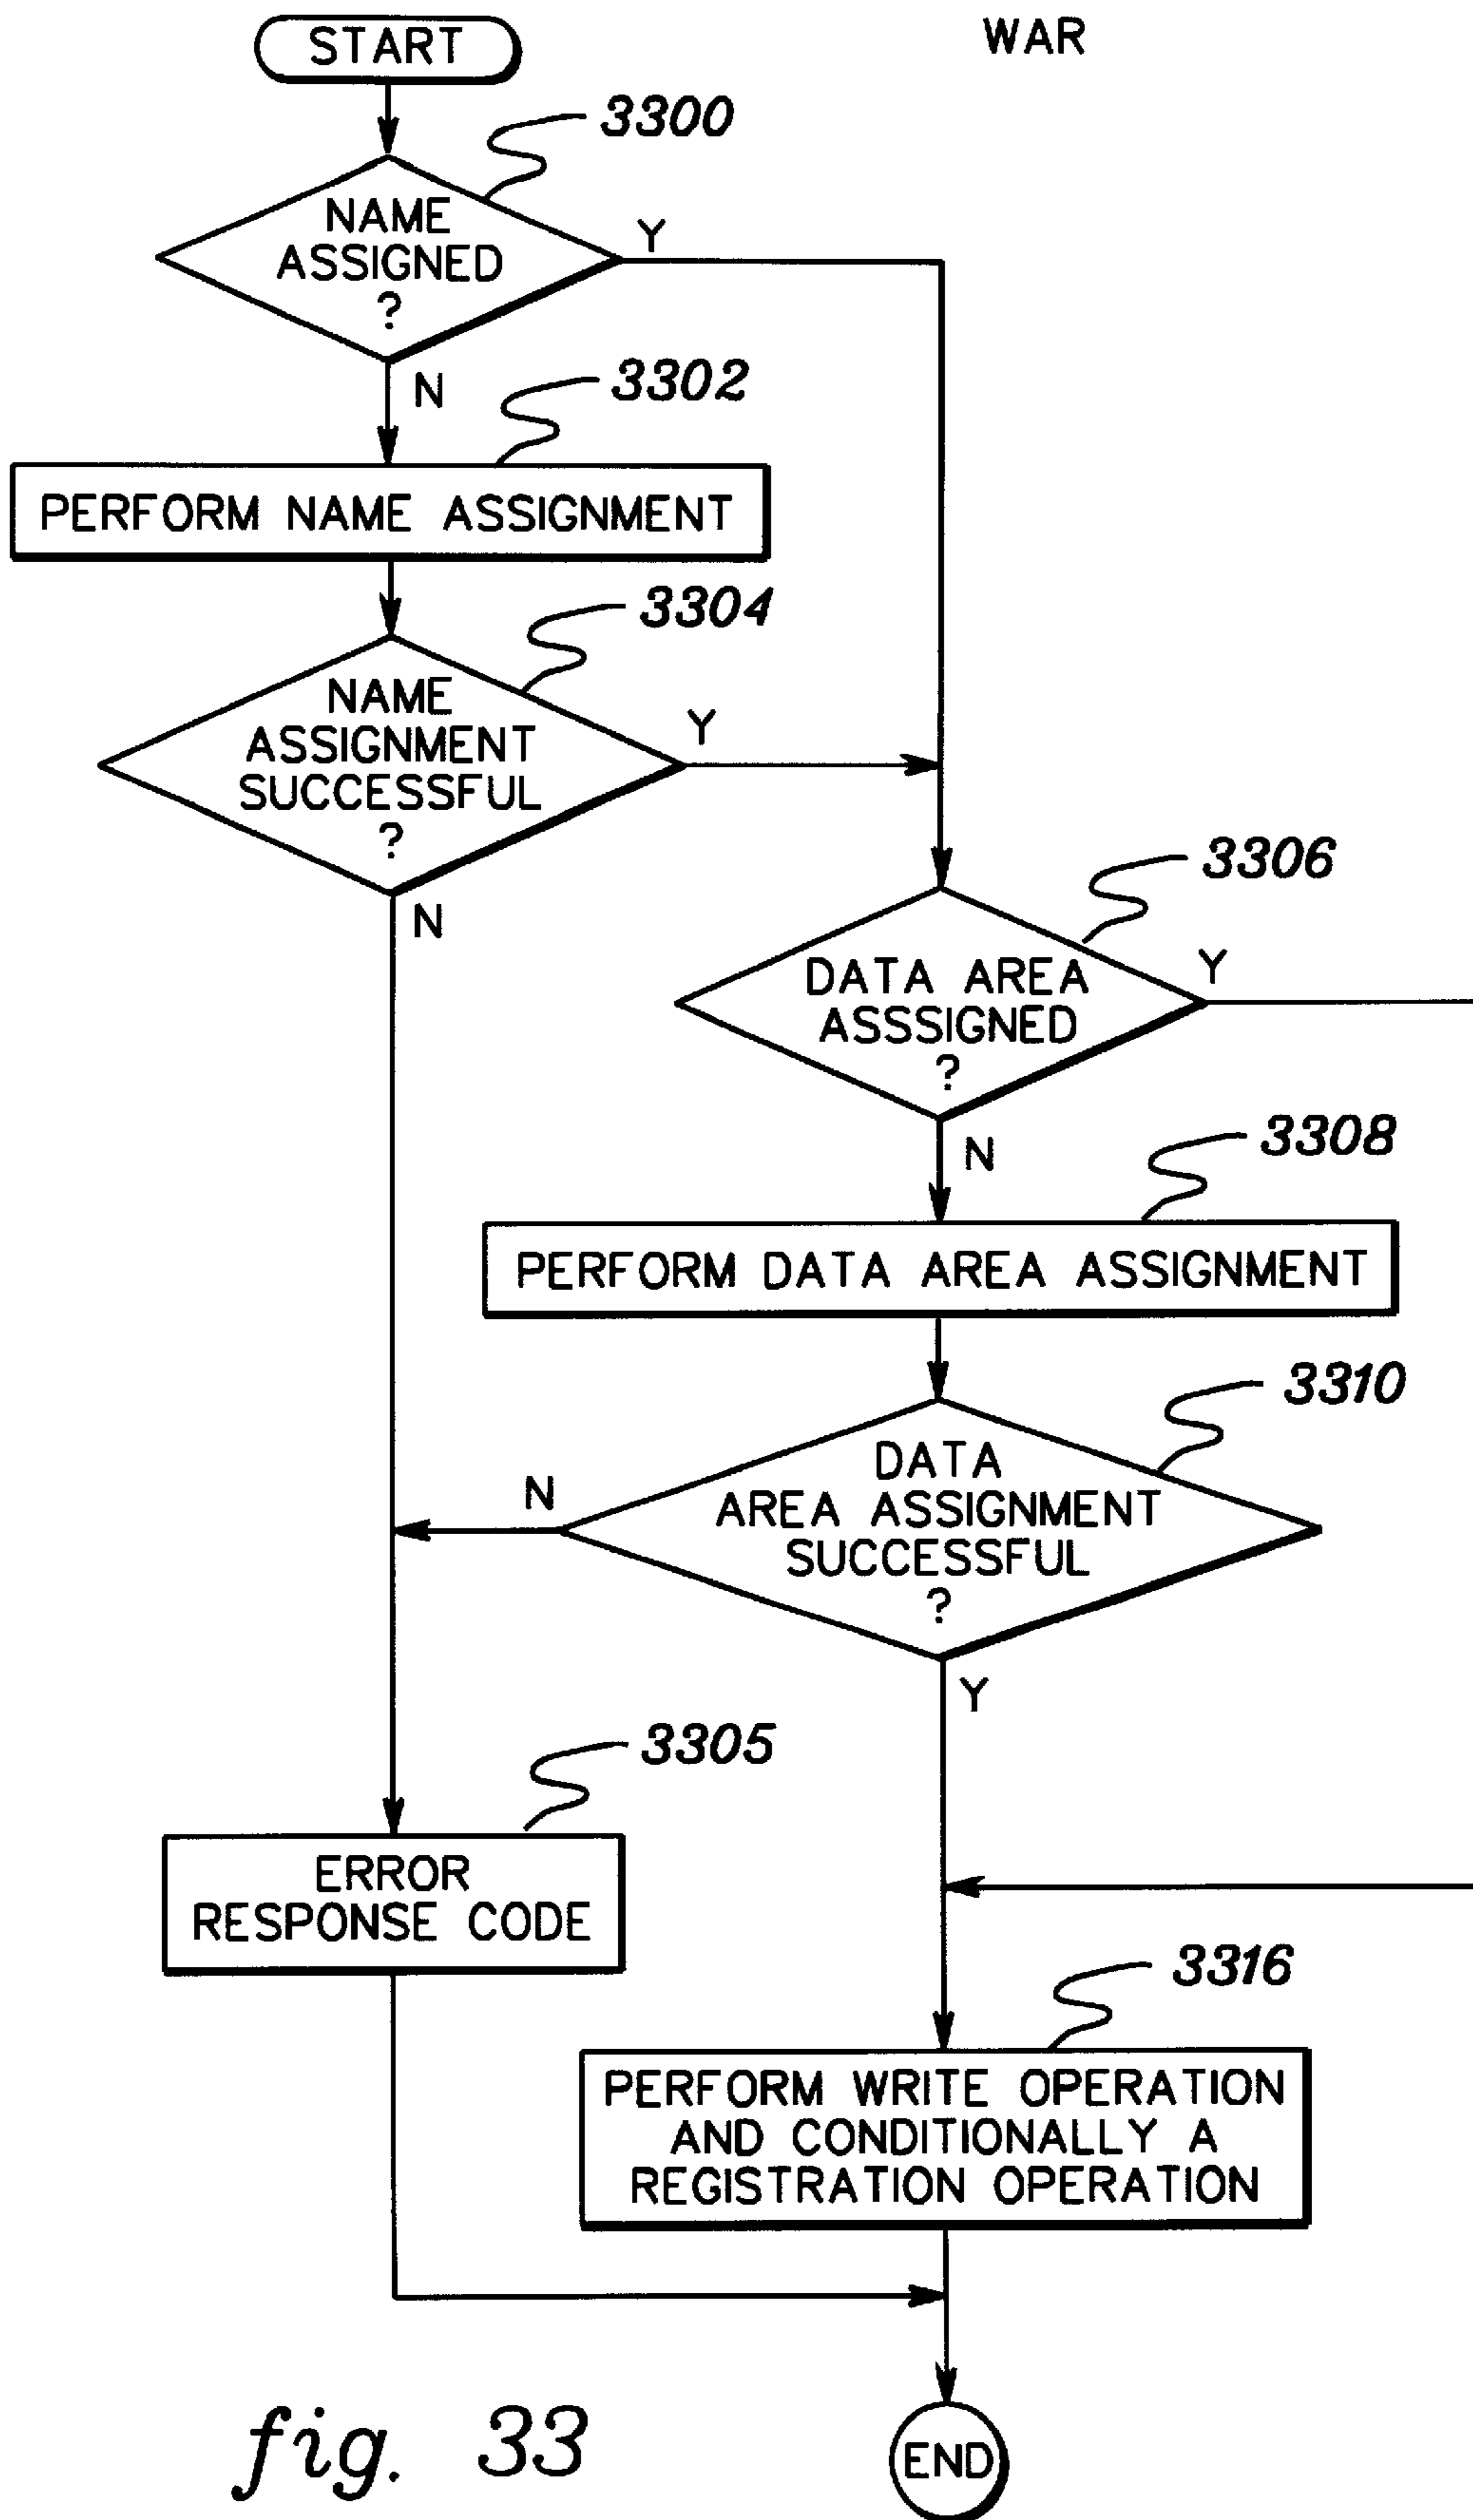 START
WAR
3300
NAME
ASSIGNED
?
Y
N
3302
PERFORM NAME ASSIGNMENT
3304
NAME
ASSIGNMENT
SUCCESSFUL
?
Y
N
3306
DATA AREA
ASSSIGNED
?
Y
N
3308
PERFORM DATA AREA ASSIGNMENT
3310
DATA
AREA ASSIGNMENT
SUCCESSFUL
?
N
Y
3305
ERROR
RESPONSE CODE
3316
PERFORM WRITE OPERATION
AND CONDITIONALLY A
REGISTRATION OPERATION
END
fig. 33